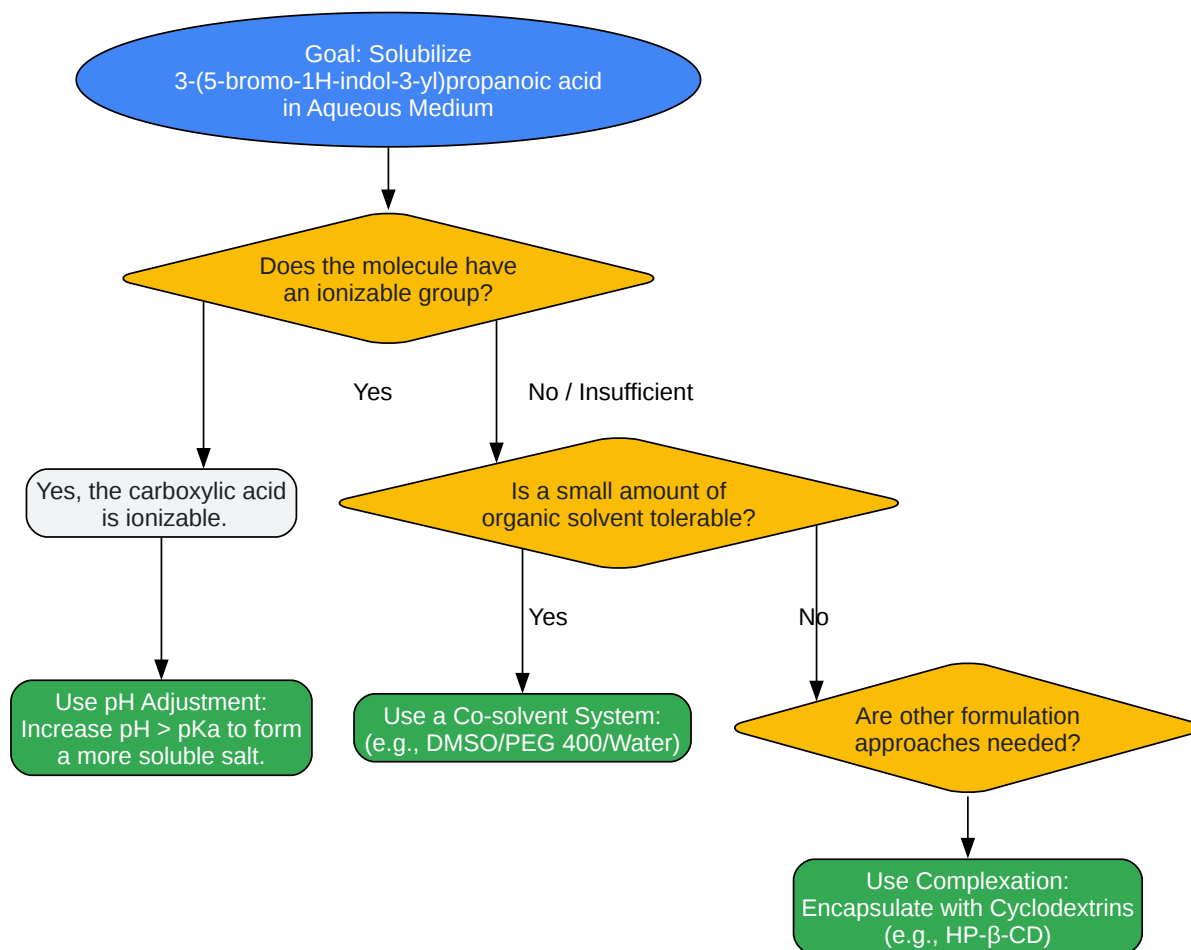 Goal: Solubilize
3-(5-bromo-1H-indol-3-yl)propanoic acid
in Aqueous Medium
Does the molecule have
an ionizable group?
Yes
No / Insufficient
Yes, the carboxylic acid
is ionizable.
Is a small amount of
organic solvent tolerable?
Yes
No
Use pH Adjustment:
Increase pH > pKa to form
a more soluble salt.
Use a Co-solvent System:
(e.g., DMSO/PEG 400/Water)
Are other formulation
approaches needed?
Use Complexation:
Encapsulate with Cyclodextrins
(e.g., HP-β-CD)